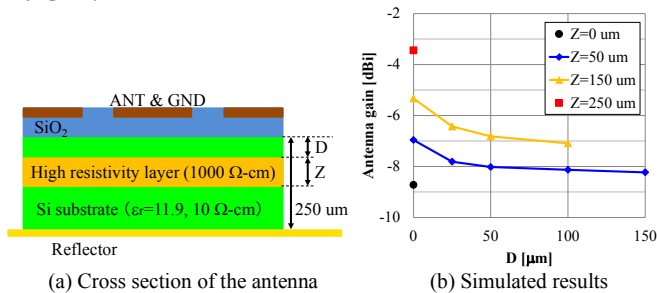 ANT & GND
SiO₂
D
High resistivity layer (1000 Ω-cm)
Z
Si substrate (εr=11.9, 10 Ω-cm)
250 um
Reflector
(a) Cross section of the antenna
Antenna gain [dBi]
-2
-4
-6
-8
-10
Z=0 um
Z=50 um
Z=150 um
Z=250 um
0
50
100
150
D [μm]
(b) Simulated results